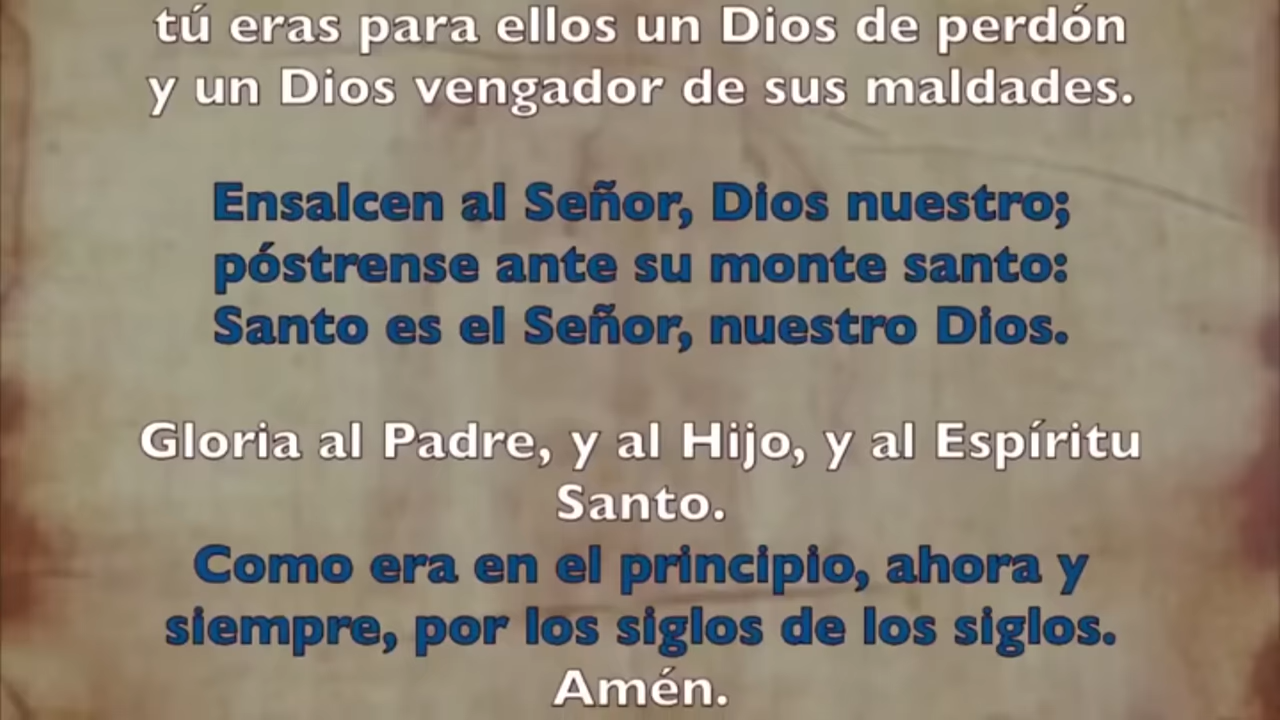 tú eras para ellos un Dios de perdón
y un Dios vengador de sus maldades.
Ensalcen al Señor, Dios nuestro;
póstrense ante su monte santo:
Santo es el Señor, nuestro Dios.
Gloria al Padre, y al Hijo, y al Espíritu
Santo.
Como era en el principio, ahora y
siempre, por los siglos de los siglos.
Amén.